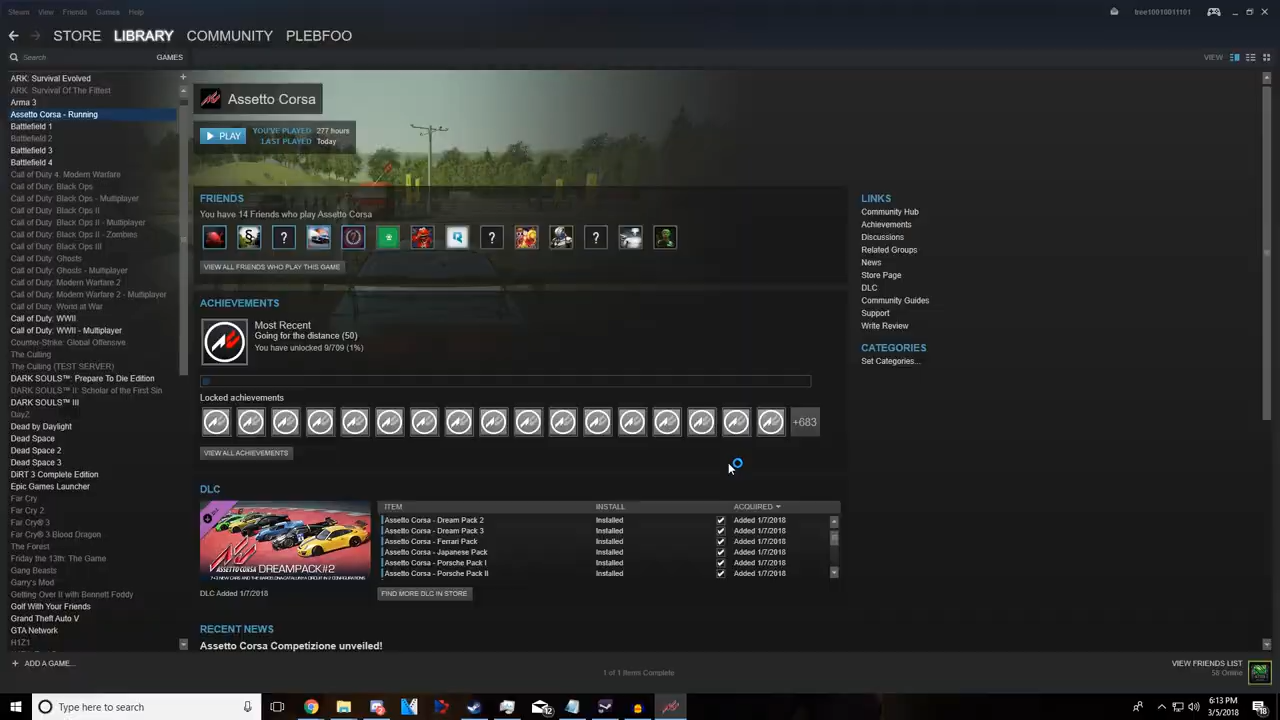 Steam View Friends Games Help
tree10010011101
STORE LIBRARY COMMUNITY PLEBFOO
Search GAMES
VIEW
ARK: Survival Evolved
ARK: Survival Of The Fittest
Arma 3
Assetto Corsa - Running
Battlefield 1
Battlefield 2
Battlefield 3
Battlefield 4
Call of Duty 4: Modern Warfare
Call of Duty: Black Ops
Call of Duty: Black Ops - Multiplayer
Call of Duty: Black Ops II
Call of Duty: Black Ops II - Multiplayer
Call of Duty: Black Ops II - Zombies
Call of Duty: Black Ops III
Call of Duty: Ghosts
Call of Duty: Ghosts - Multiplayer
Call of Duty: Modern Warfare 2
Call of Duty: Modern Warfare 2 - Multiplayer
Call of Duty: World at War
Call of Duty: WWII
Call of Duty: WWII - Multiplayer
Counter-Strike: Global Offensive
The Culling
The Culling (TEST SERVER)
DARK SOULS™: Prepare To Die Edition
DARK SOULS™ II: Scholar of the First Sin
DARK SOULS™ III
DayZ
Dead by Daylight
Dead Space
Dead Space 2
Dead Space 3
DiRT 3 Complete Edition
Epic Games Launcher
Far Cry
Far Cry 2
Far Cry® 3
Far Cry® 3 Blood Dragon
The Forest
Friday the 13th: The Game
Gang Beasts
Garry's Mod
Getting Over It with Bennett Foddy
Golf With Your Friends
Grand Theft Auto V
GTA Network
H1Z1
+ ADD A GAME...
Assetto Corsa
PLAY
YOU'VE PLAYED 277 hours
LAST PLAYED Today
FRIENDS
You have 14 Friends who play Assetto Corsa
VIEW ALL FRIENDS WHO PLAY THIS GAME
ACHIEVEMENTS
Most Recent
Going for the distance (50)
You have unlocked 9/709 (1%)
Locked achievements
+683
VIEW ALL ACHIEVEMENTS
DLC
ASSETTO CORSA
DREAMPACK#2
7+3 NEW CARS AND THE BARCELONA CATALUNYA CIRCUIT IN 2 CONFIGURATIONS
DLC Added 1/7/2018
ITEM INSTALL ACQUIRED
Assetto Corsa - Dream Pack 2 Installed Added 1/7/2018
Assetto Corsa - Dream Pack 3 Installed Added 1/7/2018
Assetto Corsa - Ferrari Pack Installed Added 1/7/2018
Assetto Corsa - Japanese Pack Installed Added 1/7/2018
Assetto Corsa - Porsche Pack I Installed Added 1/7/2018
Assetto Corsa - Porsche Pack II Installed Added 1/7/2018
FIND MORE DLC IN STORE
RECENT NEWS
Assetto Corsa Competizione unveiled!
LINKS
Community Hub
Achievements
Discussions
Related Groups
News
Store Page
DLC
Community Guides
Support
Write Review
CATEGORIES
Set Categories...
1 of 1 Items Complete
VIEW FRIENDS LIST
58 Online
Type here to search
12
6:13 PM
3/5/2018
18